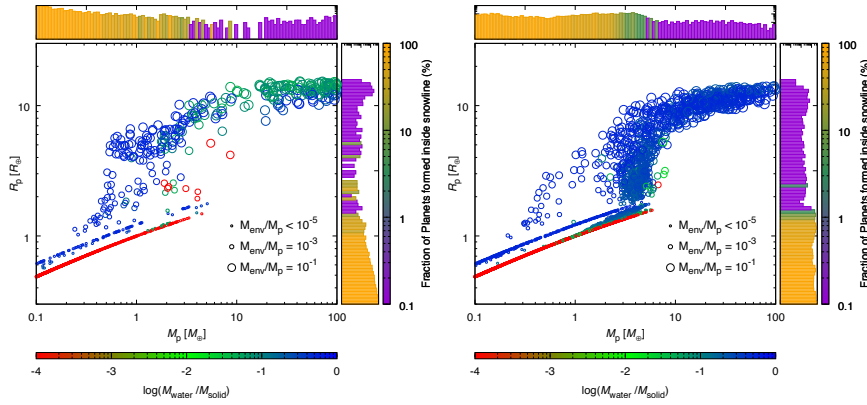 100
10
1
0.1
Fraction of Planets formed inside snowline (%)
10
1
R_p [R_⊕]
M_env/M_p < 10^-5
M_env/M_p = 10^-3
M_env/M_p = 10^-1
0.1 1 10 100
M_p [M_⊕]
-4 -3 -2 -1 0
log(M_water /M_solid)
100
10
1
0.1
Fraction of Planets formed inside snowline (%)
10
1
R_p [R_⊕]
M_env/M_p < 10^-5
M_env/M_p = 10^-3
M_env/M_p = 10^-1
0.1 1 10 100
M_p [M_⊕]
-4 -3 -2 -1 0
log(M_water /M_solid)